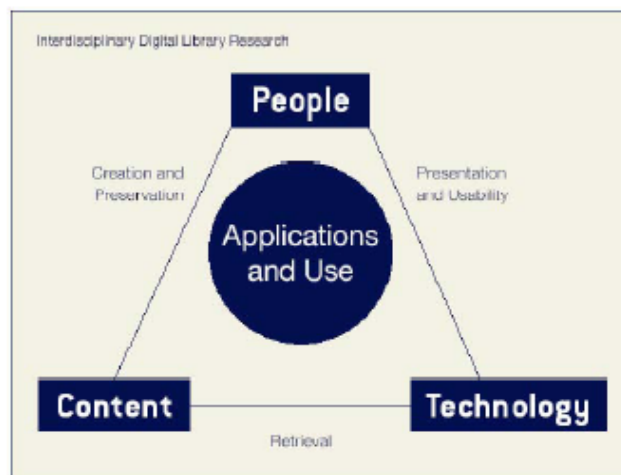 Interdisciplinary Digital Library Research
People
Creation and
Preservation
Presentation
and Usability
Applications
and Use
Content
Technology
Retrieval